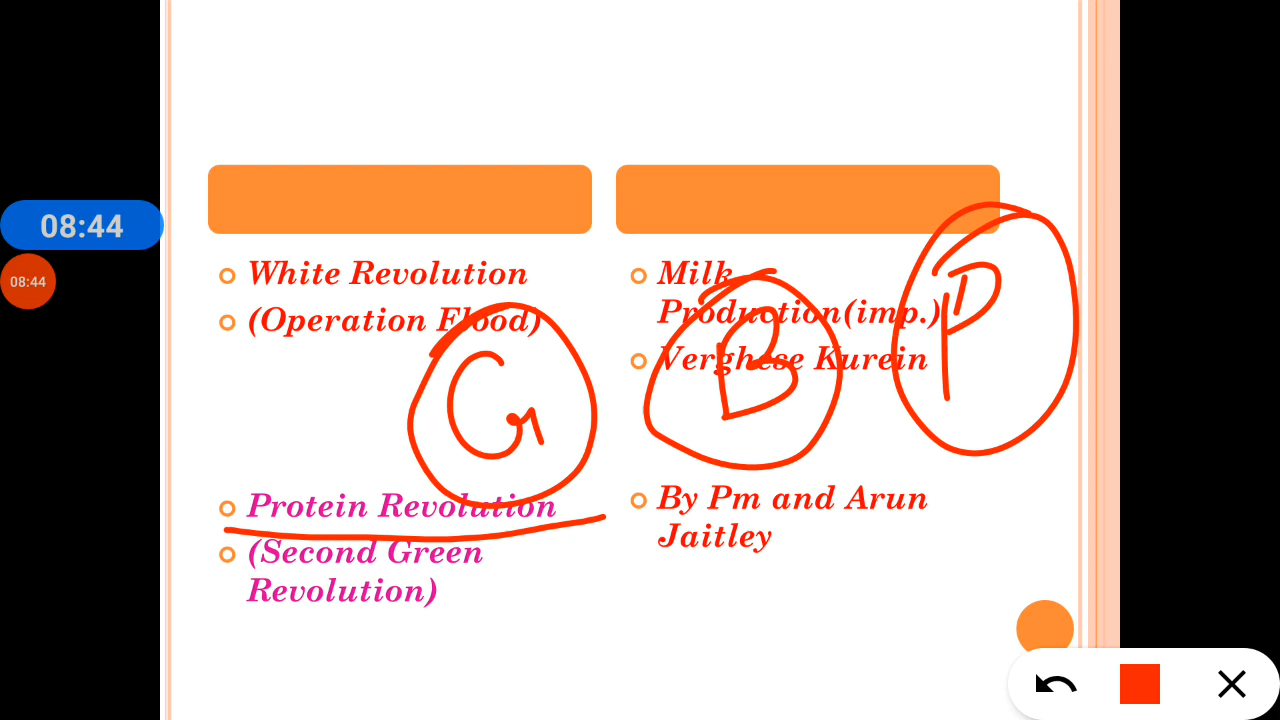 08:44
08:44
White Revolution
(Operation Flood)
Milk
Production(imp.)
Verghese Kurein
G
B
P
Protein Revolution
(Second Green
Revolution)
By Pm and Arun
Jaitley